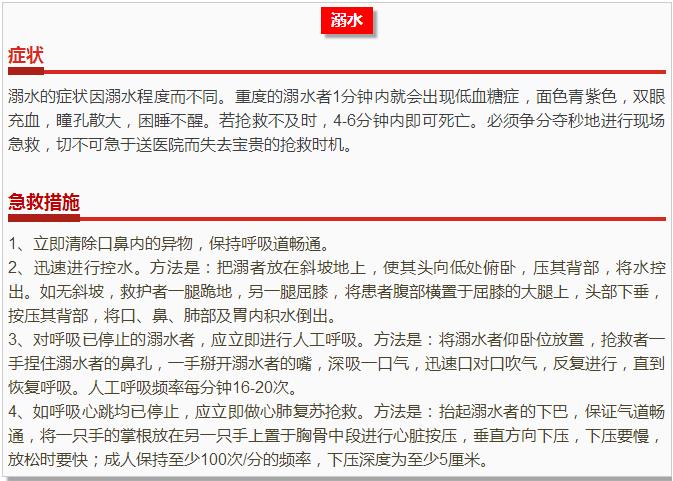 溺水
症状
溺水的症状因溺水程度而不同。重度的溺水者1分钟内就会出现低血糖症，面色青紫色，双眼
充血，瞳孔散大，困睡不醒。若抢救不及时，4-6分钟内即可死亡。必须争分夺秒地进行现场
急救，切不可急于送医院而失去宝贵的抢救时机。
急救措施
1、立即清除口鼻内的异物，保持呼吸道畅通。
2、迅速进行控水。方法是：把溺者放在斜坡地上，使其头向低处俯卧，压其背部，将水控
出。如无斜坡，救护者一腿跪地，另一腿屈膝，将患者腹部横置于屈膝的大腿上，头部下垂，
按压其背部，将口、鼻、肺部及胃内积水倒出。
3、对呼吸已停止的溺水者，应立即进行人工呼吸。方法是：将溺水者仰卧位放置，抢救者一
手捏住溺水者的鼻孔，一手掰开溺水者的嘴，深吸一口气，迅速口对口吹气，反复进行，直到
恢复呼吸。人工呼吸频率每分钟16-20次。
4、如呼吸心跳均已停止，应立即做心肺复苏抢救。方法是：抬起溺水者的下巴，保证气道畅
通，将一只手的掌根放在另一只手上置于胸骨中段进行心脏按压，垂直方向下压，下压要慢，
放松时要快；成人保持至少100次/分的频率，下压深度为至少5厘米。